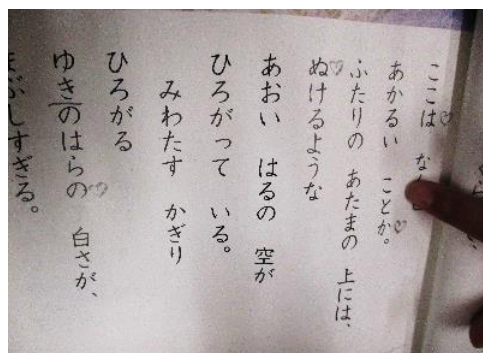 ここは なんと
あかるい ことか。
ふたりの あたまの 上には、
ぬけるような
あおい はるの 空が
ひろがって いる。
みわたす かぎり
ひろがる
ゆきのはらの 白さが、
まぶしすぎる。